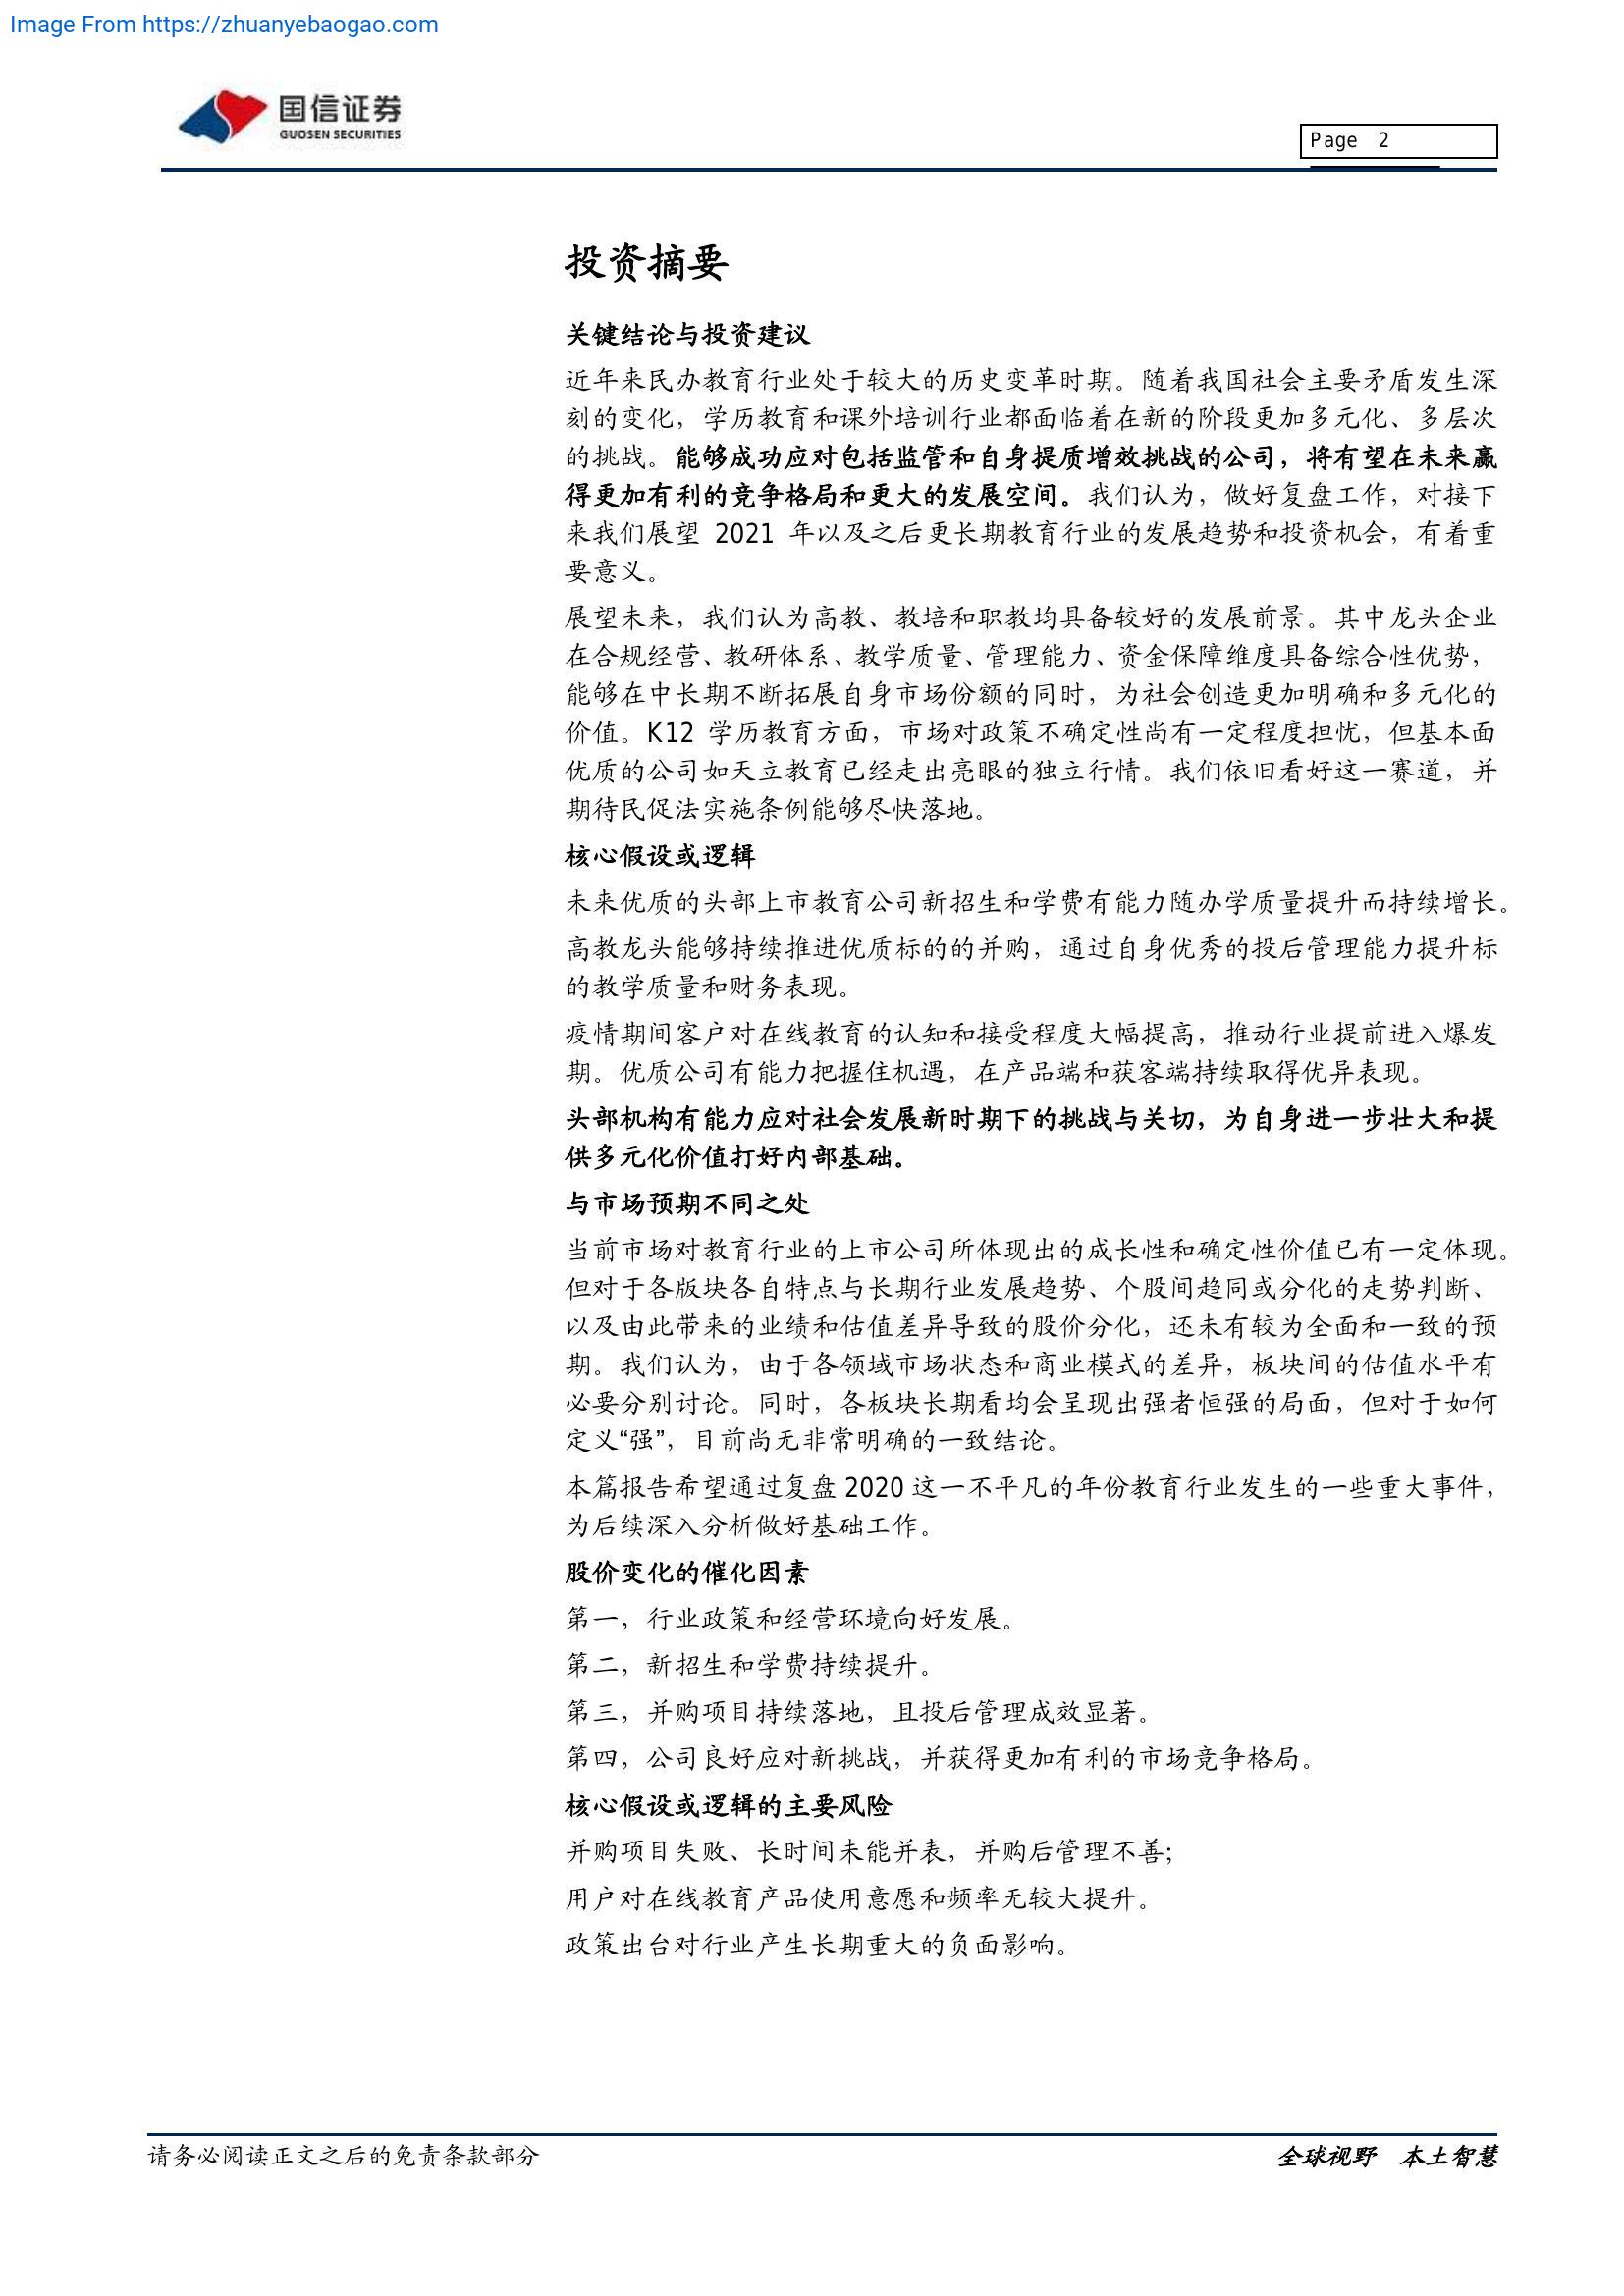 Image From https://zhuanyebaogao.com
国信证券
GUOSEN SECURITIES
Page 2
投资摘要
关键结论与投资建议
近年来民办教育行业处于较大的历史变革时期。随着我国社会主要矛盾发生深
刻的变化，学历教育和课外培训行业都面临着在新的阶段更加多元化、多层次
的挑战。能够成功应对包括监管和自身提质增效挑战的公司，将有望在未来赢
得更加有利的竞争格局和更大的发展空间。我们认为，做好复盘工作，对接下
来我们展望 2021 年以及之后更长期教育行业的发展趋势和投资机会，有着重
要意义。
展望未来，我们认为高教、教培和职教均具备较好的发展前景。其中龙头企业
在合规经营、教研体系、教学质量、管理能力、资金保障维度具备综合性优势，
能够在中长期不断拓展自身市场份额的同时，为社会创造更加明确和多元化的
价值。K12 学历教育方面，市场对政策不确定性尚有一定程度担忧，但基本面
优质的公司如天立教育已经走出亮眼的独立行情。我们依旧看好这一赛道，并
期待民促法实施条例能够尽快落地。
核心假设或逻辑
未来优质的头部上市教育公司新招生和学费有能力随办学质量提升而持续增长。
高教龙头能够持续推进优质标的的并购，通过自身优秀的投后管理能力提升标
的教学质量和财务表现。
疫情期间客户对在线教育的认知和接受程度大幅提高，推动行业提前进入爆发
期。优质公司有能力把握住机遇，在产品端和获客端持续取得优异表现。
头部机构有能力应对社会发展新时期下的挑战与关切，为自身进一步壮大和提
供多元化价值打好内部基础。
与市场预期不同之处
当前市场对教育行业的上市公司所体现出的成长性和确定性价值已有一定体现。
但对于各版块各自特点与长期行业发展趋势、个股间趋同或分化的走势判断、
以及由此带来的业绩和估值差异导致的股价分化，还未有较为全面和一致的预
期。我们认为，由于各领域市场状态和商业模式的差异，板块间的估值水平有
必要分别讨论。同时，各板块长期看均会呈现出强者恒强的局面，但对于如何
定义“强”，目前尚无非常明确的一致结论。
本篇报告希望通过复盘 2020 这一不平凡的年份教育行业发生的一些重大事件，
为后续深入分析做好基础工作。
股价变化的催化因素
第一，行业政策和经营环境向好发展。
第二，新招生和学费持续提升。
第三，并购项目持续落地，且投后管理成效显著。
第四，公司良好应对新挑战，并获得更加有利的市场竞争格局。
核心假设或逻辑的主要风险
并购项目失败、长时间未能并表，并购后管理不善；
用户对在线教育产品使用意愿和频率无较大提升。
政策出台对行业产生长期重大的负面影响。
请务必阅读正文之后的免责条款部分
全球视野 本土智慧